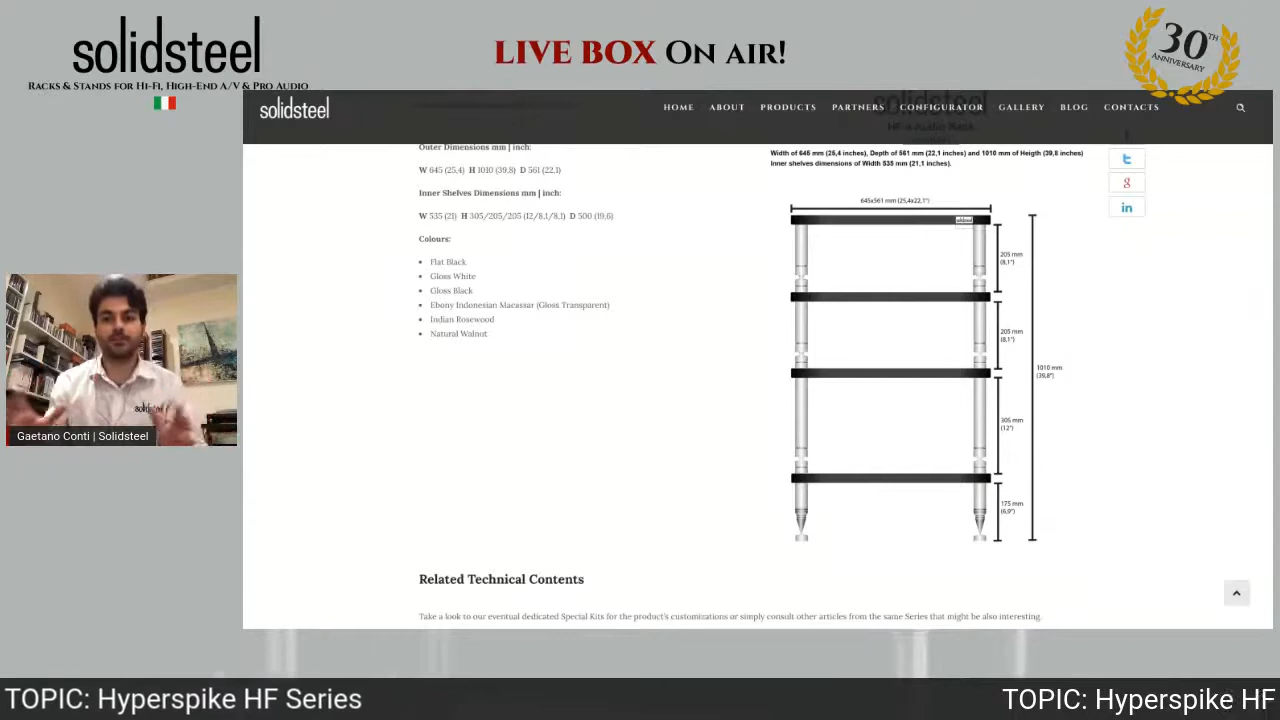 solidsteel
Racks & Stands for Hi-Fi, High-End A/V & Pro Audio
LIVE BOX On air!
30TH
ANNIVERSARY
solidsteel
HOME ABOUT PRODUCTS PARTNERS CONFIGURATOR GALLERY BLOG CONTACTS
Outer Dimensions mm | inch:
W 645 (25,4) H 1010 (39,8) D 561 (22,1)
Inner Shelves Dimensions mm | inch:
W 535 (21) H 305/205/205 (12/8,1/8,1) D 500 (19,6)
Colours:
Flat Black
Gloss White
Gloss Black
Ebony Indonesian Macassar (Gloss Transparent)
Indian Rosewood
Natural Walnut
Width of 645 mm (25,4 inches), Depth of 561 mm (22,1 inches) and 1010 mm of Heigth (39,8 inches)
Inner shelves dimensions of Width 535 mm (21,1 inches).
645x561 mm (25,4x22,1")
205 mm
(8,1")
205 mm
(8,1")
1010 mm
(39,8")
305 mm
(12")
175 mm
(6,9")
Related Technical Contents
Take a look to our eventual dedicated Special Kits for the product's customizations or simply consult other articles from the same Series that might be also interesting.
Gaetano Conti | Solidsteel
TOPIC: Hyperspike HF Series
TOPIC: Hyperspike HF